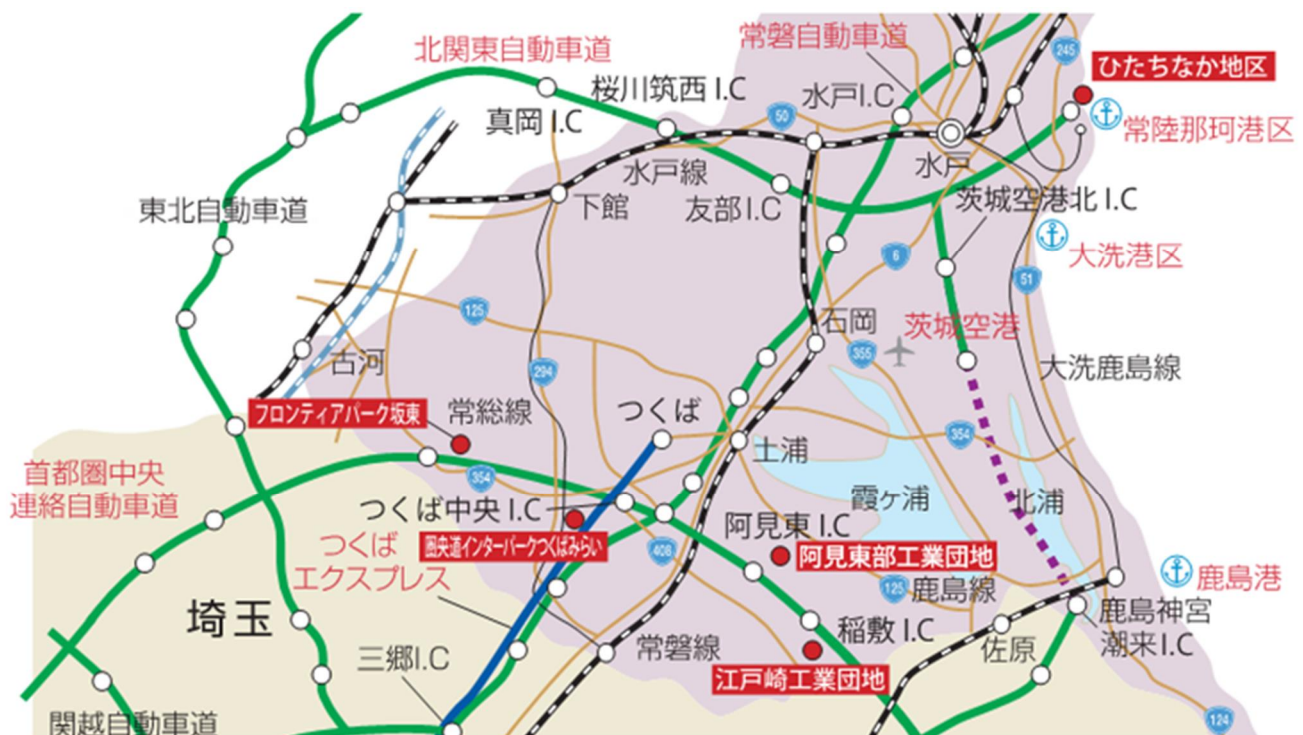 北関東自動車道
常磐自動車道
245
ひたちなか地区
桜川筑西I.C
水戸I.C
真岡I.C
50
常陸那珂港区
水戸
水戸線
東北自動車道
下館
友部I.C
茨城空港北I.C
6
大洗港区
51
125
石岡
茨城空港
355
古河
294
大洗鹿島線
フロンティアパーク坂東
常総線
つくば
354
土浦
首都圏中央
連絡自動車道
354
つくば中央I.C
霞ヶ浦
北浦
阿見東I.C
圏央道インターパークつくばみらい
408
阿見東部工業団地
つくば
エクスプレス
125
鹿島線
鹿島港
埼玉
鹿島神宮
稲敷I.C
潮来I.C
三郷I.C
常磐線
佐原
江戸崎工業団地
関越自動車道
124